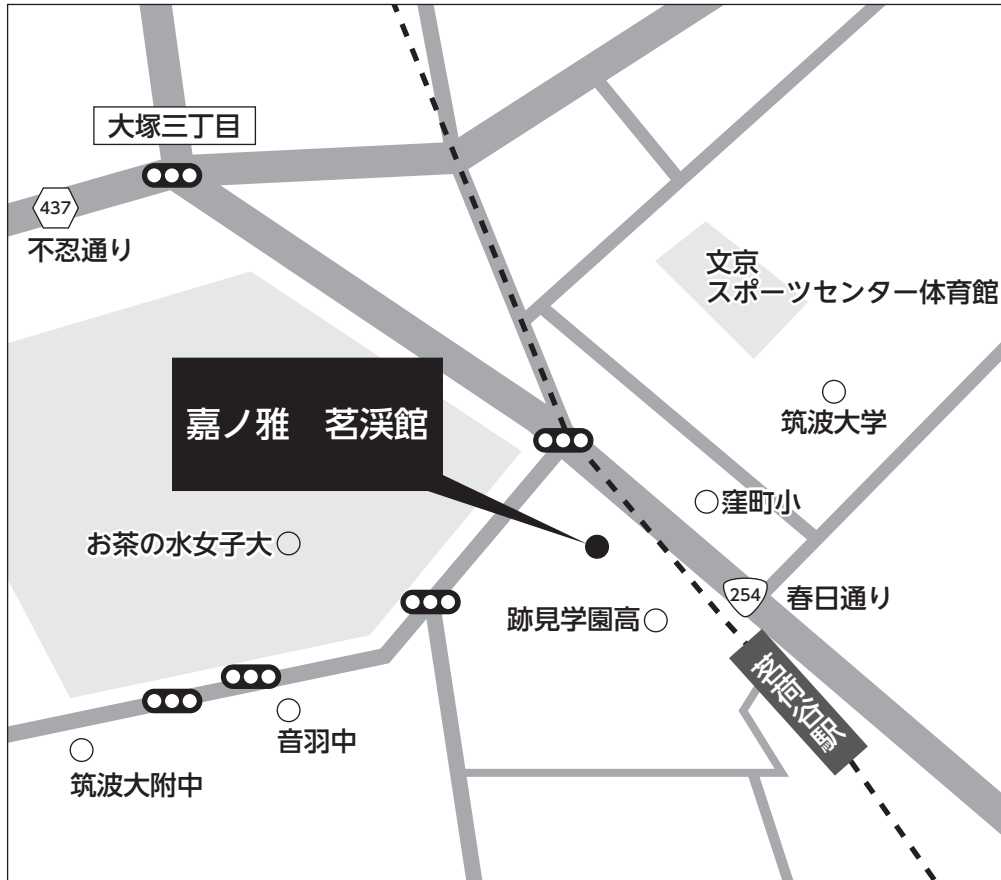 大塚三丁目
437
不忍通り
文京
スポーツセンター体育館
嘉ノ雅　茗渓館
筑波大学
窪町小
お茶の水女子大
254
春日通り
跡見学園高
茗荷谷駅
音羽中
筑波大附中